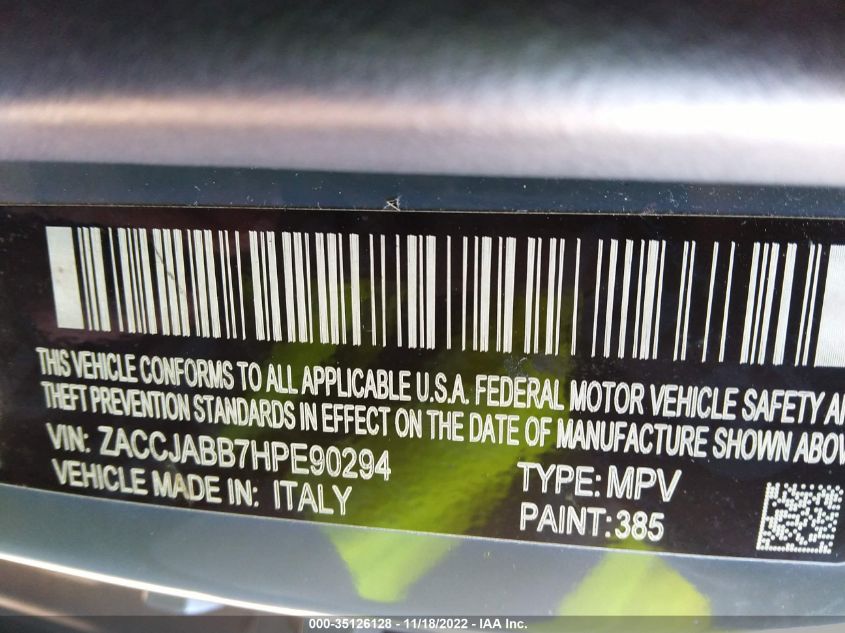 THIS VEHICLE CONFORMS TO ALL APPLICABLE U.S.A. FEDERAL MOTOR VEHICLE SAFETY
THEFT PREVENTION STANDARDS IN EFFECT ON THE DATE OF MANUFACTURE SHOWN
VIN: ZACCJABB7HPE90294 TYPE: MPV
VEHICLE MADE IN: ITALY PAINT: 385
000-35126128 - 11/18/2022 - IAA Inc.